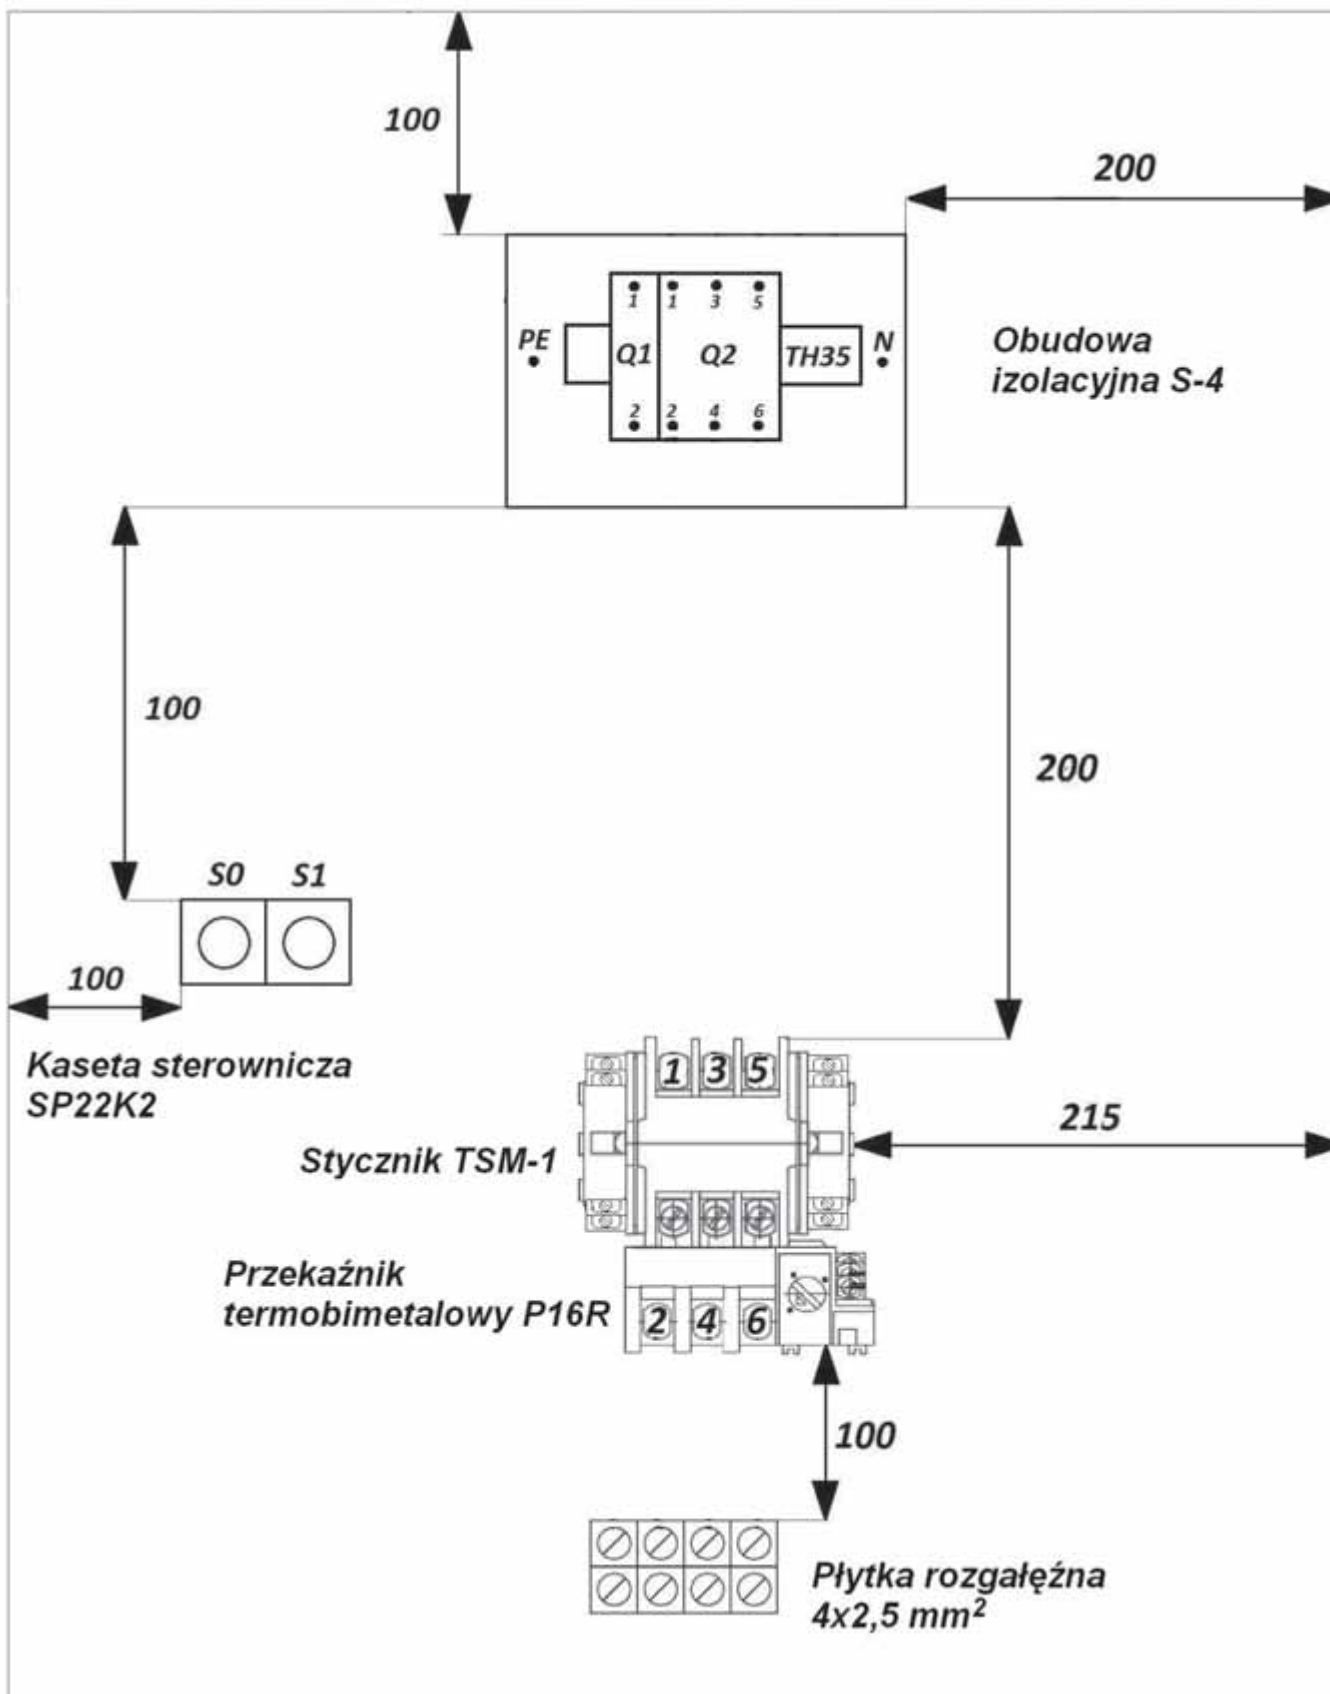 100
200
1 1 3 5
PE Q1 Q2 TH35 N
2 2 4 6
Obudowa
izolacyjna S-4
100
200
S0 S1
100
Kaseta sterownicza
SP22K2
1 3 5
215
Stycznik TSM-1
Przekaźnik
termobimetalowy P16R
2 4 6
100
Płytka rozgałęźna
4x2,5 mm²